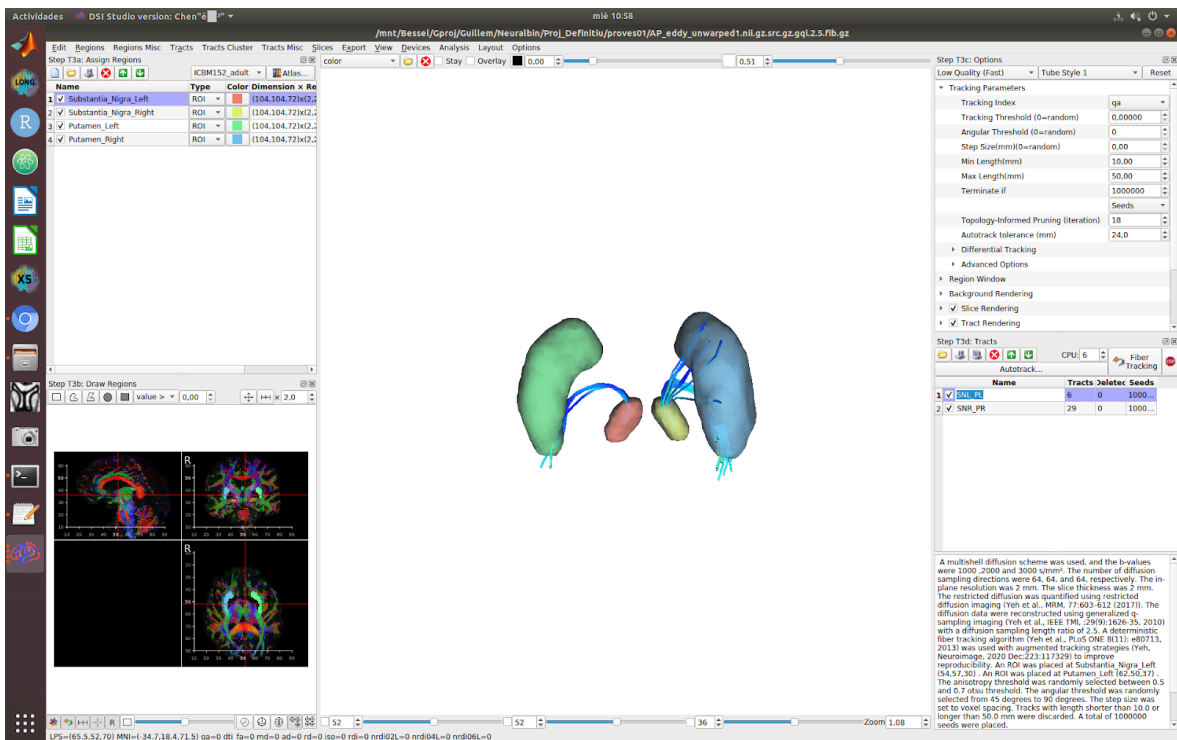 Actividades DSI Studio version: Chen"é mié 10:58
/mnt/Bessel/Gproj/Guillem/Neuralbin/Proj_Definitiu/proves01/AP_eddy_unwarped1.nii.gz.src.gz.gqi.2.5.fib.gz
Edit Regions Regions Misc Tracts Tracts Cluster Tracts Misc Slices Export View Devices Analysis Layout Options
Step T3a: Assign Regions
ICBM152_adult Atlas...
Name Type Color Dimension × Re
1 Substantia_Nigra_Left ROI (104,104,72)x(2,2
2 Substantia_Nigra_Right ROI (104,104,72)x(2,2
3 Putamen_Left ROI (104,104,72)x(2,2
4 Putamen_Right ROI (104,104,72)x(2,2
Step T3b: Draw Regions
value > 0,00 x 2,0
R
R
color Stay Overlay 0,00 0.51
52 52 36 Zoom 1.08
Step T3c: Options
Low Quality (Fast) Tube Style 1 Reset
Tracking Parameters
Tracking Index qa
Tracking Threshold (0=random) 0,00000
Angular Threshold (0=random) 0
Step Size(mm)(0=random) 0,00
Min Length(mm) 10,00
Max Length(mm) 50,00
Terminate if 1000000
Seeds
Topology-Informed Pruning (iteration) 18
Autotrack tolerance (mm) 24,0
Differential Tracking
Advanced Options
Region Window
Background Rendering
Slice Rendering
Tract Rendering
Step T3d: Tracts
CPU: 6 Fiber Tracking
Autotrack...
Name Tracts Deletec Seeds
1 SNL_PL 6 0 1000...
2 SNR_PR 29 0 1000...
A multishell diffusion scheme was used, and the b-values
were 1000 ,2000 and 3000 s/mm². The number of diffusion
sampling directions were 64, 64, and 64, respectively. The in-
plane resolution was 2 mm. The slice thickness was 2 mm.
The restricted diffusion was quantified using restricted
diffusion imaging (Yeh et al., MRM, 77:603–612 (2017)). The
diffusion data were reconstructed using generalized q-
sampling imaging (Yeh et al., IEEE TMI, ;29(9):1626-35, 2010)
with a diffusion sampling length ratio of 2.5. A deterministic
fiber tracking algorithm (Yeh et al., PLoS ONE 8(11): e80713,
2013) was used with augmented tracking strategies (Yeh,
Neuroimage, 2020 Dec;223:117329) to improve
reproducibility. An ROI was placed at Substantia_Nigra_Left
(54,57,30) . An ROI was placed at Putamen_Left (62,50,37) .
The anisotropy threshold was randomly selected between 0.5
and 0.7 otsu threshold. The angular threshold was randomly
selected from 45 degrees to 90 degrees. The step size was
set to voxel spacing. Tracks with length shorter than 10.0 or
longer than 50.0 mm were discarded. A total of 1000000
seeds were placed.
LPS=(65.5,52,70) MNI=(-34.7,18.4,71.5) qa=0 dti_fa=0 md=0 ad=0 rd=0 iso=0 rdi=0 nrdi02L=0 nrdi04L=0 nrdi06L=0